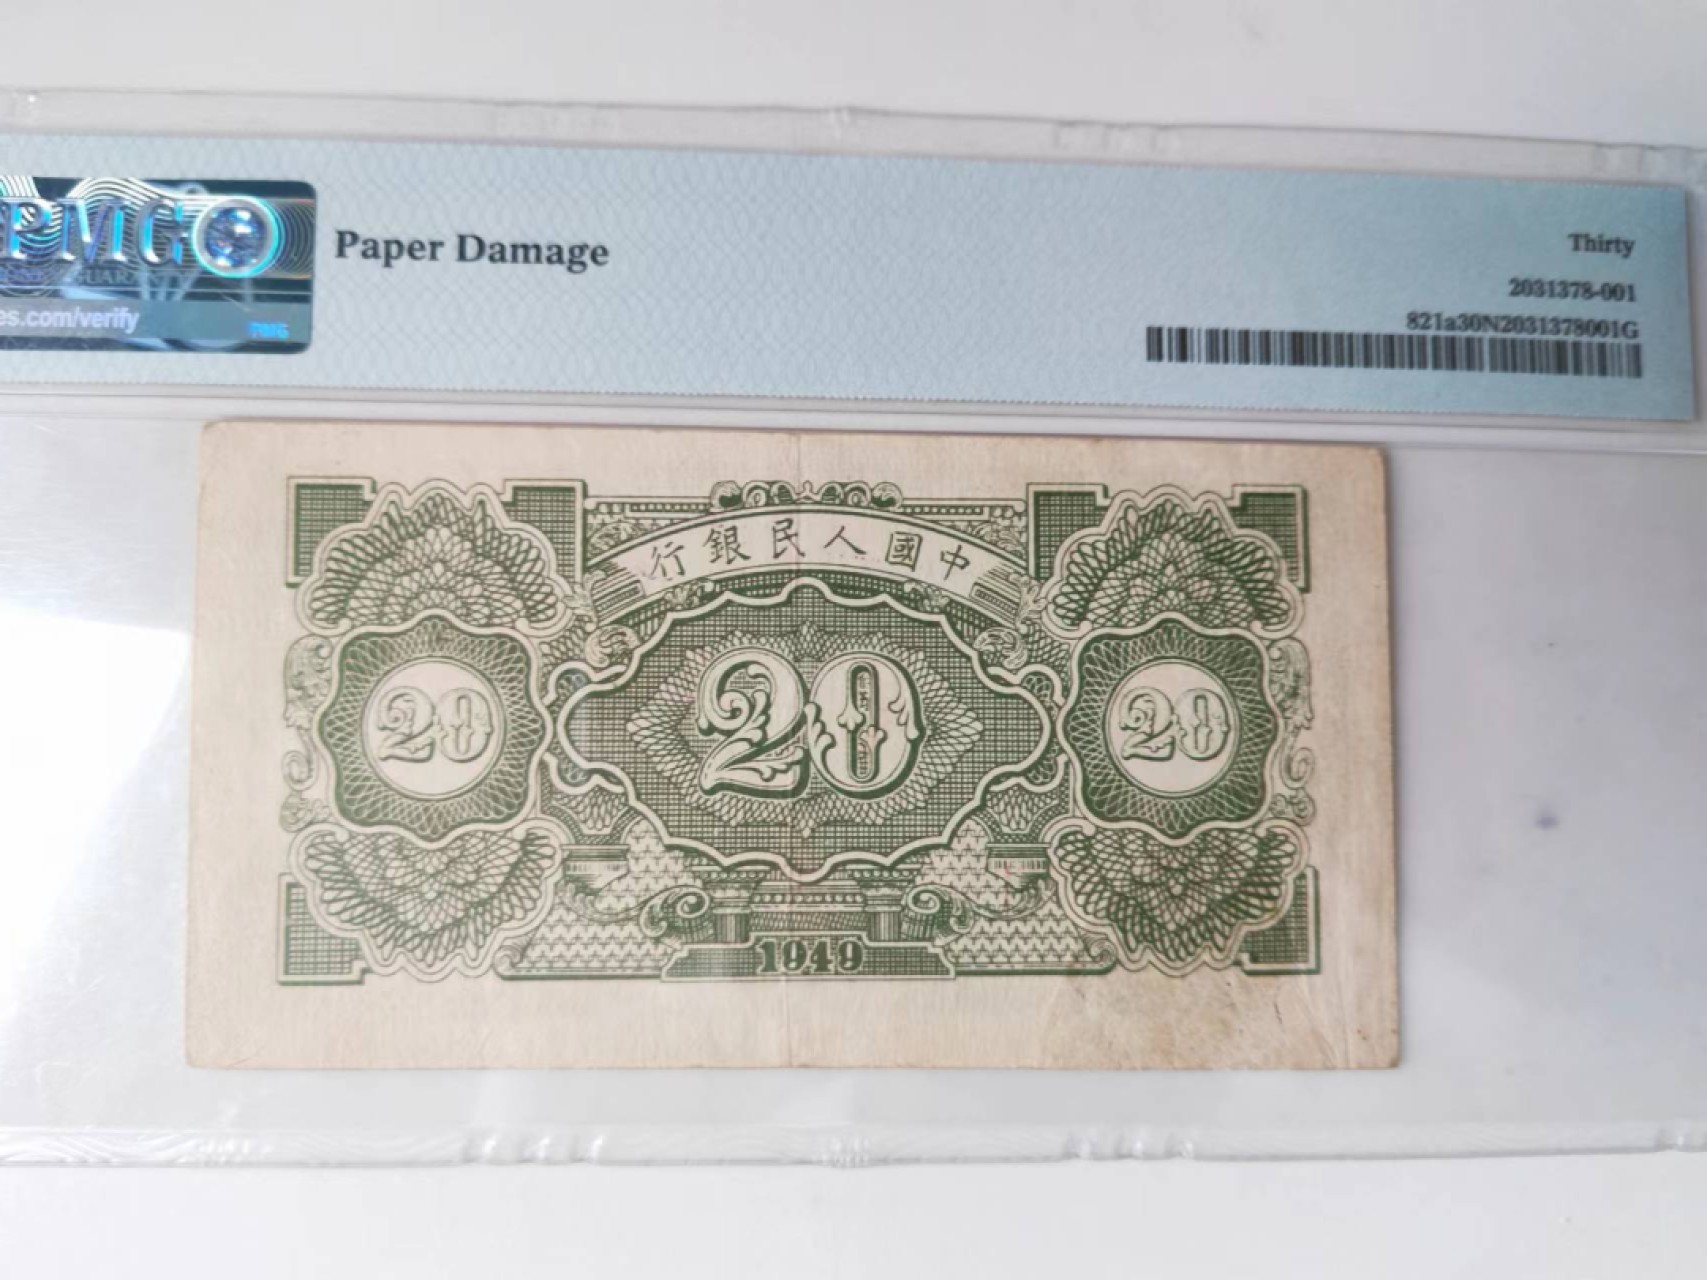 PMG
Paper Damage
Thirty
2031378-001
es.com/verify
PMG
821a30N2031378001G
行銀民人國中
20
20
20
1949